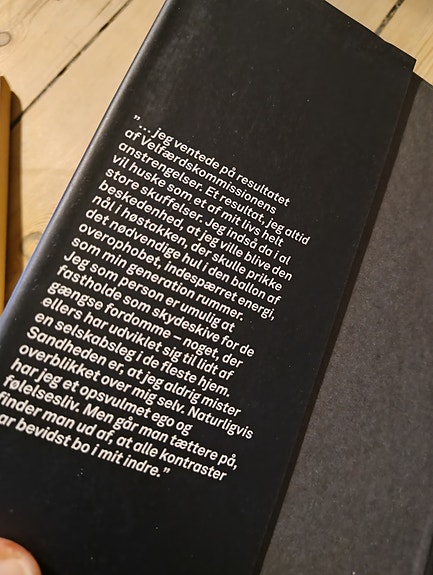 "... jeg ventede på resultatet
af Velfærdskommissionens
anstrengelser. Et resultat, jeg altid
vil huske som et af mit livs helt
store skuffelser. Jeg indså da i al
beskedenhed, at jeg ville blive den
nål i høstakken, der skulle prikke
det nødvendige hul i den ballon af
overophobet, indespærret energi,
som min generation rummer.
Jeg som person er umulig at
fastholde som skydeskive for de
gængse fordomme – noget, der
ellers har udviklet sig til lidt af
en selskabsleg i de fleste hjem.
Sandheden er, at jeg aldrig mister
overblikket over mig selv. Naturligvis
har jeg et opsvulmet ego og
følelsesliv. Men går man tættere på,
finder man ud af, at alle kontraster
ar bevidst bo i mit indre."